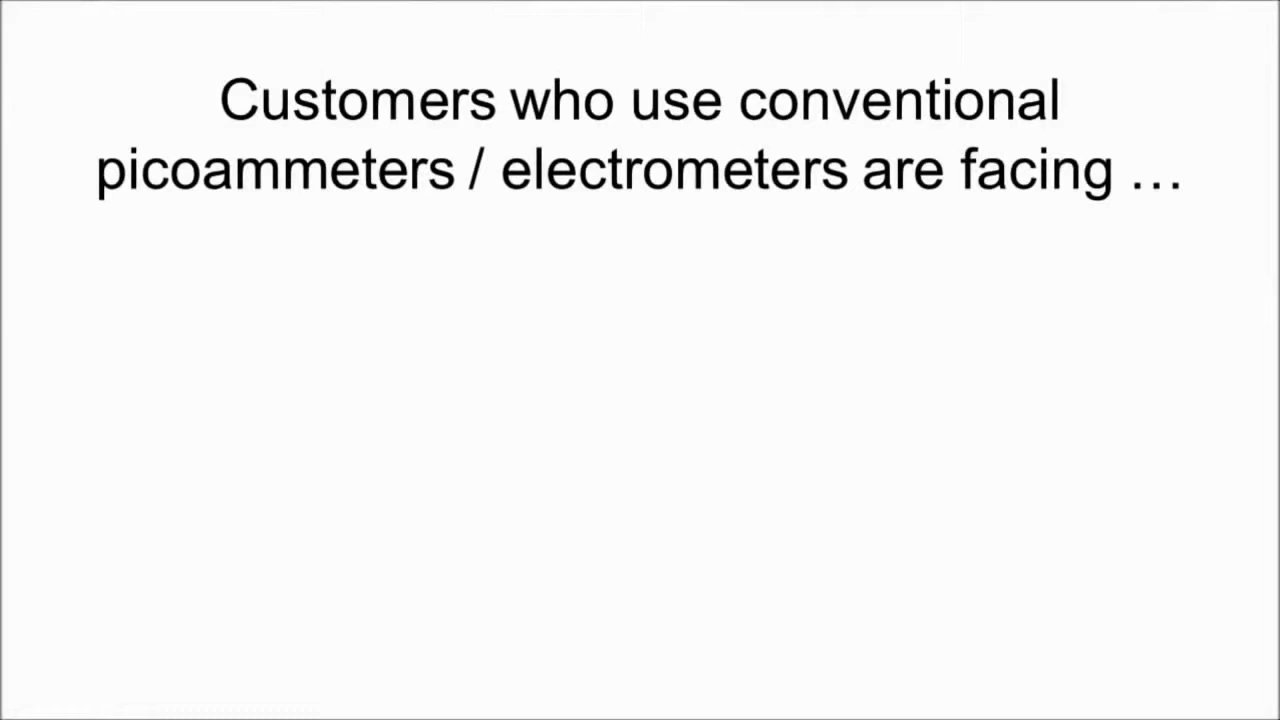 Customers who use conventional
picoammeters / electrometers are facing …